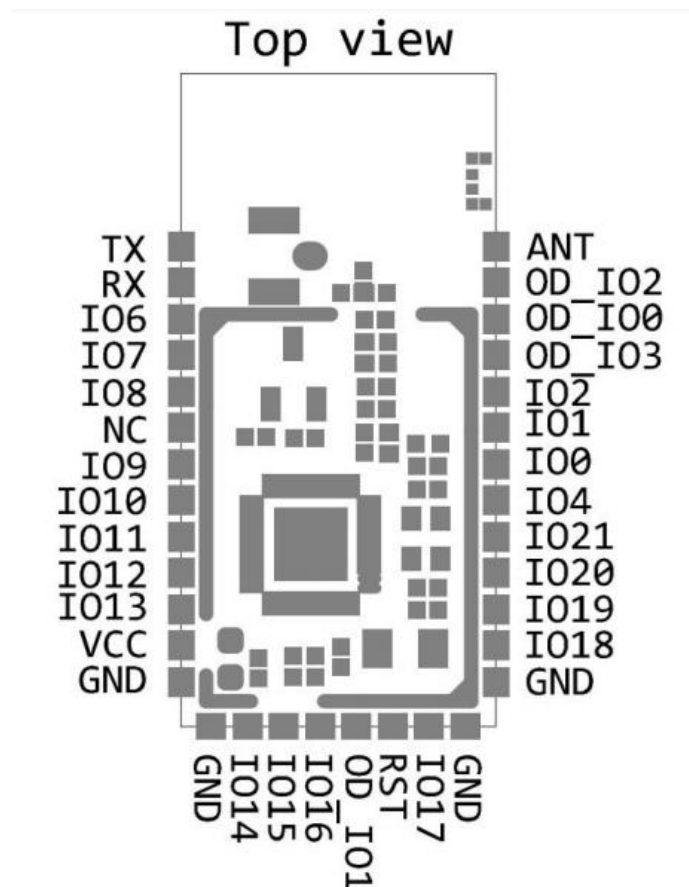 Top view
TX
RX
IO6
IO7
IO8
NC
IO9
IO10
IO11
IO12
IO13
VCC
GND
GND
IO14
IO15
IO16
OD_IO1
RST
IO17
GND
ANT
OD_IO2
OD_IO0
OD_IO3
IO2
IO1
IO0
IO4
IO21
IO20
IO19
IO18
GND